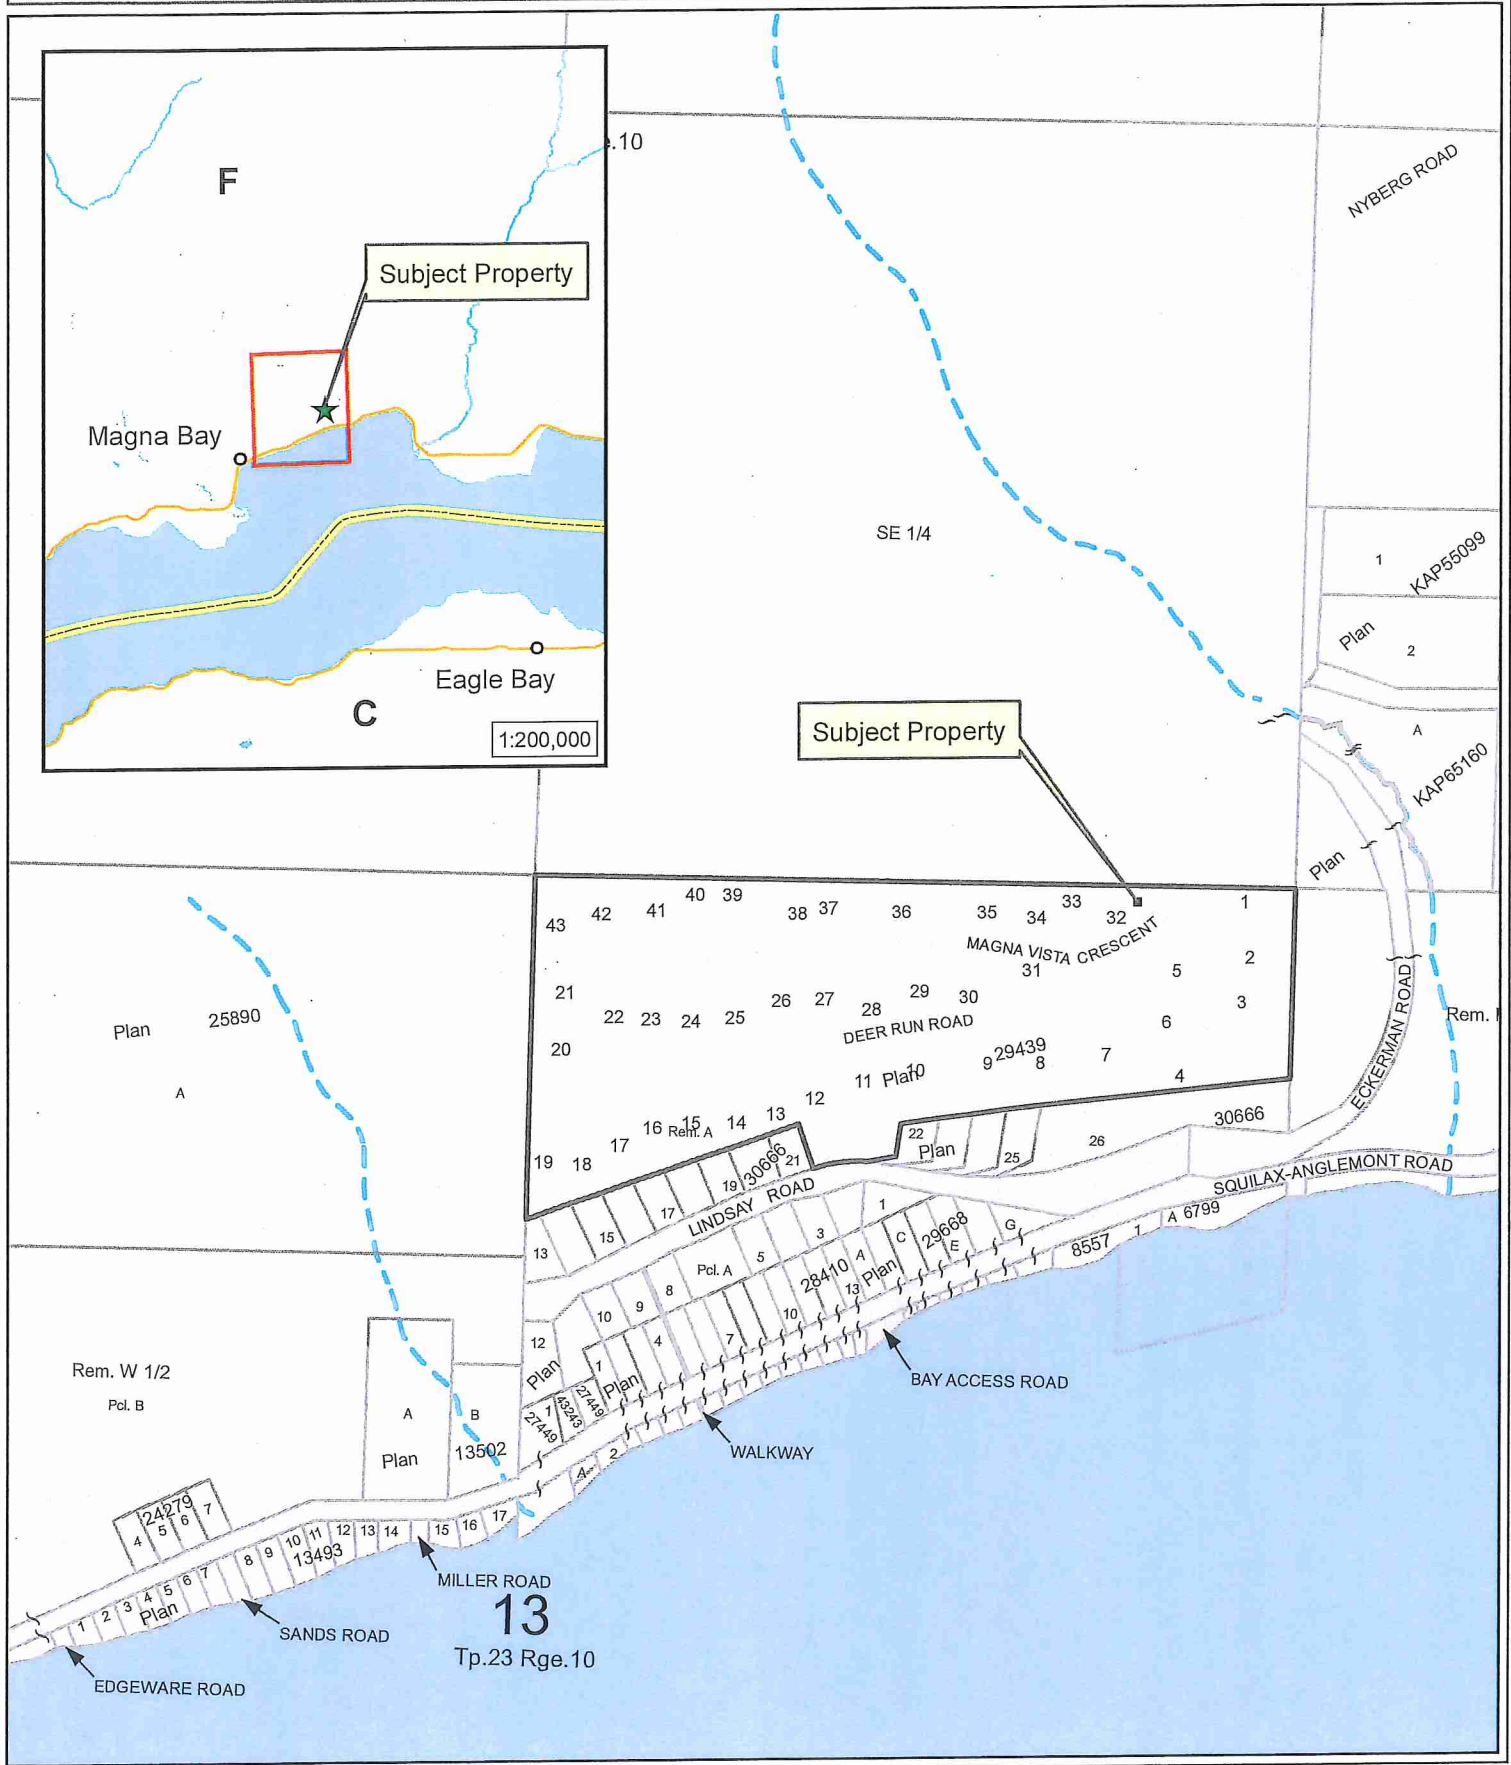 F
Subject Property
Magna Bay
Eagle Bay
C
1:200,000
.10
NYBERG ROAD
SE 1/4
1
KAP55099
Plan
2
A
KAP65160
Plan
Subject Property
40 39
43 42 41 38 37 36 35 34 33 32 1
MAGNA VISTA CRESCENT
31 5 2
21 26 27 28 29 30 3
22 23 24 25
DEER RUN ROAD
6
20
9 29439 8 7
11 Plan 10
4
12
16 15 14 13
Rem. A
17
19 18
Plan 25890
A
Rem.
ECKERMAN ROAD
30666
22
Plan
25
26
SQUILAX-ANGLEMONT ROAD
19 30666 21
LINDSAY ROAD
13 15 17
1
3
5
Pcl. A
8
9
10
12
Plan
A
C
29668
E
G
Plan
28410
13
10
7
4
1
Plan
27449
43243
1
27449
8557
1
A 6799
BAY ACCESS ROAD
WALKWAY
A
2
Rem. W 1/2
Pcl. B
A
Plan
B
13502
24279
4 5 6 7
1 2 3 4 5 6 7 8 9 10 11 12 13 14 15 16 17
Plan
13493
MILLER ROAD
13
Tp.23 Rge.10
SANDS ROAD
EDGEWARE ROAD